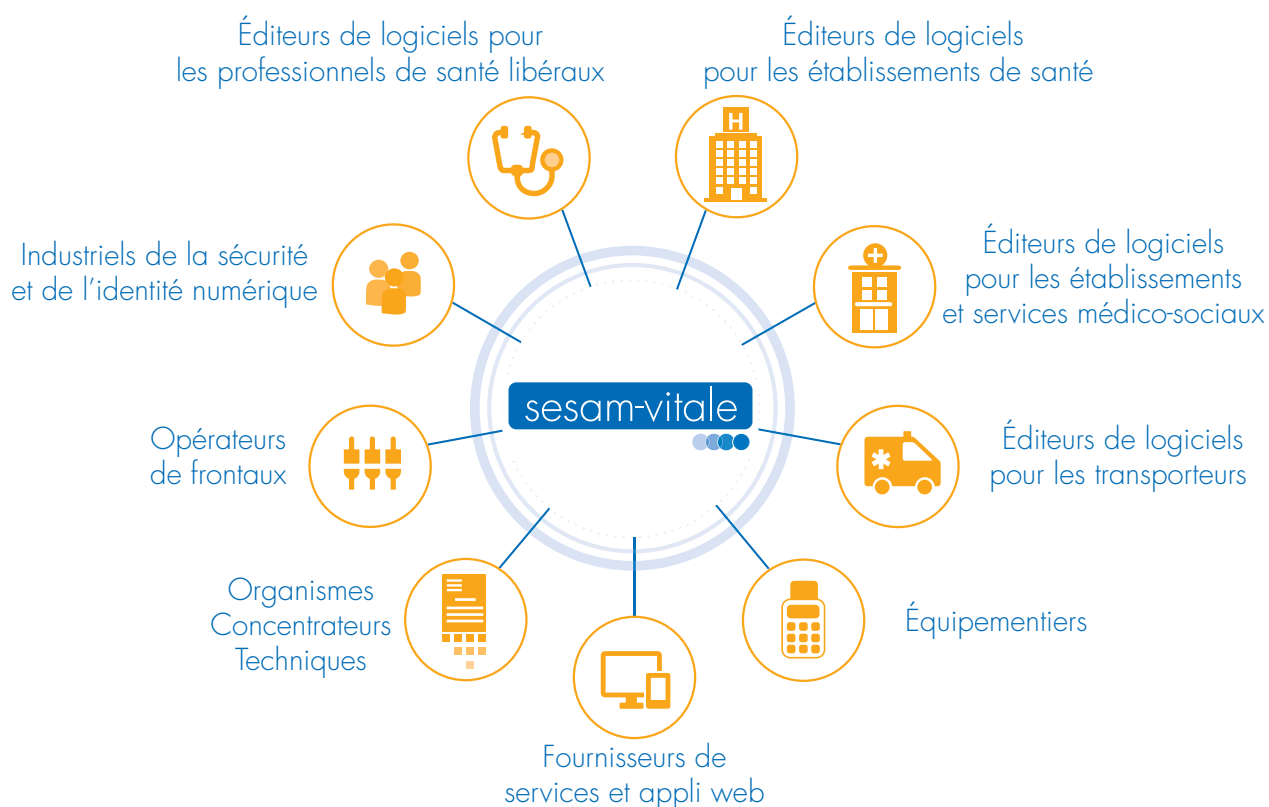 Éditeurs de logiciels pour
les professionnels de santé libéraux
Éditeurs de logiciels
pour les établissements de santé
H
Industriels de la sécurité
et de l'identité numérique
Éditeurs de logiciels
pour les établissements
et services médico-sociaux
sesam-vitale
Opérateurs
de frontaux
Éditeurs de logiciels
pour les transporteurs
Organismes
Concentrateurs
Techniques
Équipementiers
Fournisseurs de
services et appli web